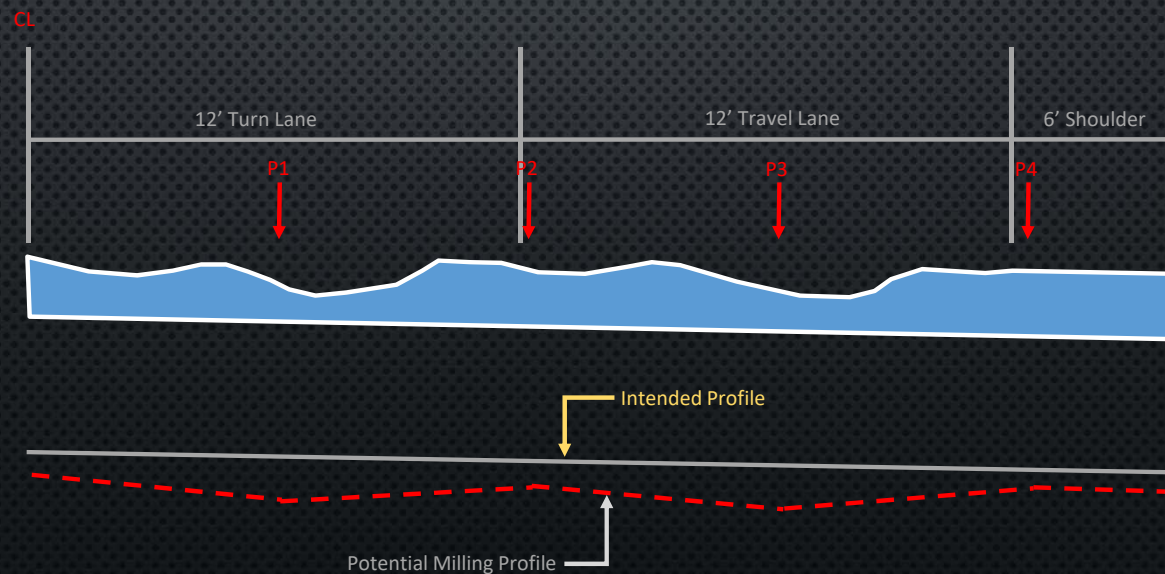 CL
12’ Turn Lane
12’ Travel Lane
6’ Shoulder
P1
P2
P3
P4
Intended Profile
Potential Milling Profile